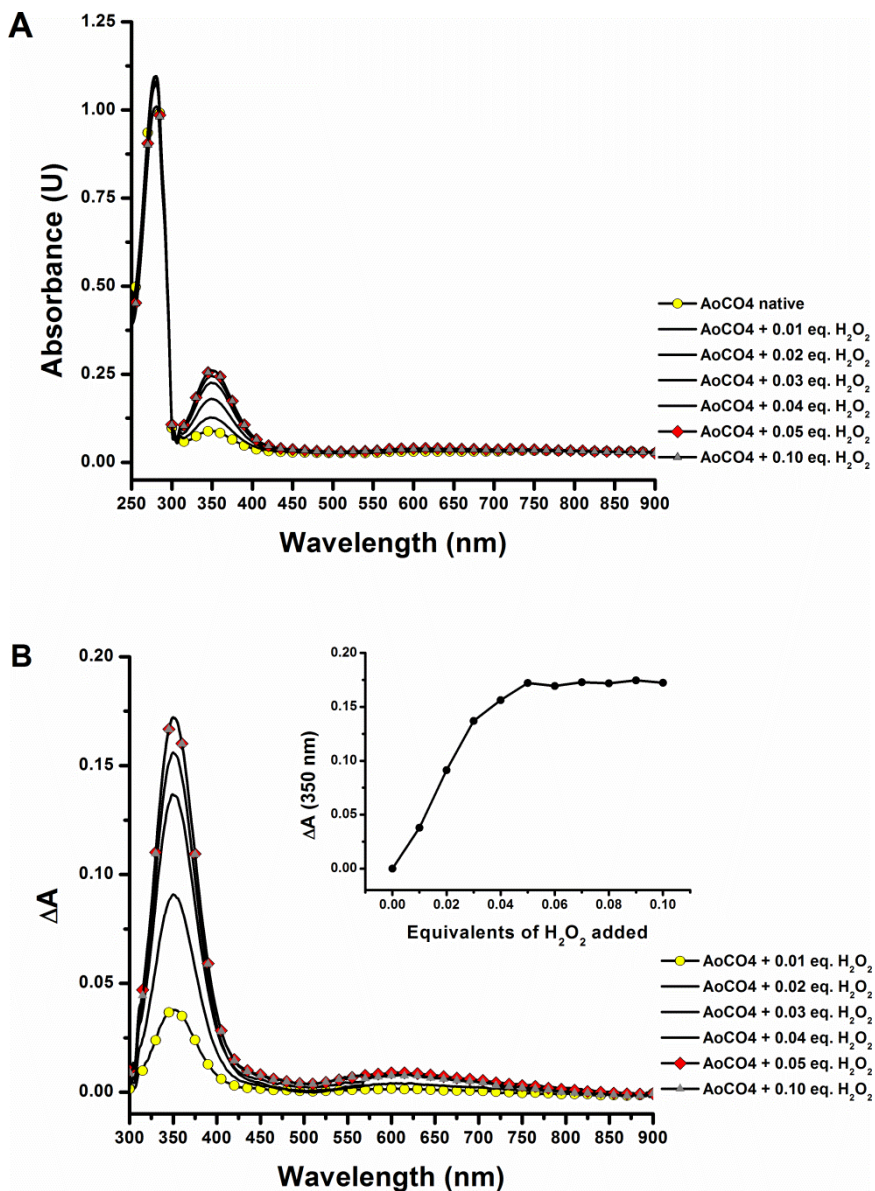 A
Absorbance (U)
1.25
1.00
0.75
0.50
0.25
0.00
250 300 350 400 450 500 550 600 650 700 750 800 850 900
Wavelength (nm)
AoCO4 native
AoCO4 + 0.01 eq. H₂O₂
AoCO4 + 0.02 eq. H₂O₂
AoCO4 + 0.03 eq. H₂O₂
AoCO4 + 0.04 eq. H₂O₂
AoCO4 + 0.05 eq. H₂O₂
AoCO4 + 0.10 eq. H₂O₂
B
ΔA
0.20
0.15
0.10
0.05
0.00
300 350 400 450 500 550 600 650 700 750 800 850 900
Wavelength (nm)
ΔA (350 nm)
0.20
0.15
0.10
0.05
0.00
0.00 0.02 0.04 0.06 0.08 0.10
Equivalents of H₂O₂ added
AoCO4 + 0.01 eq. H₂O₂
AoCO4 + 0.02 eq. H₂O₂
AoCO4 + 0.03 eq. H₂O₂
AoCO4 + 0.04 eq. H₂O₂
AoCO4 + 0.05 eq. H₂O₂
AoCO4 + 0.10 eq. H₂O₂